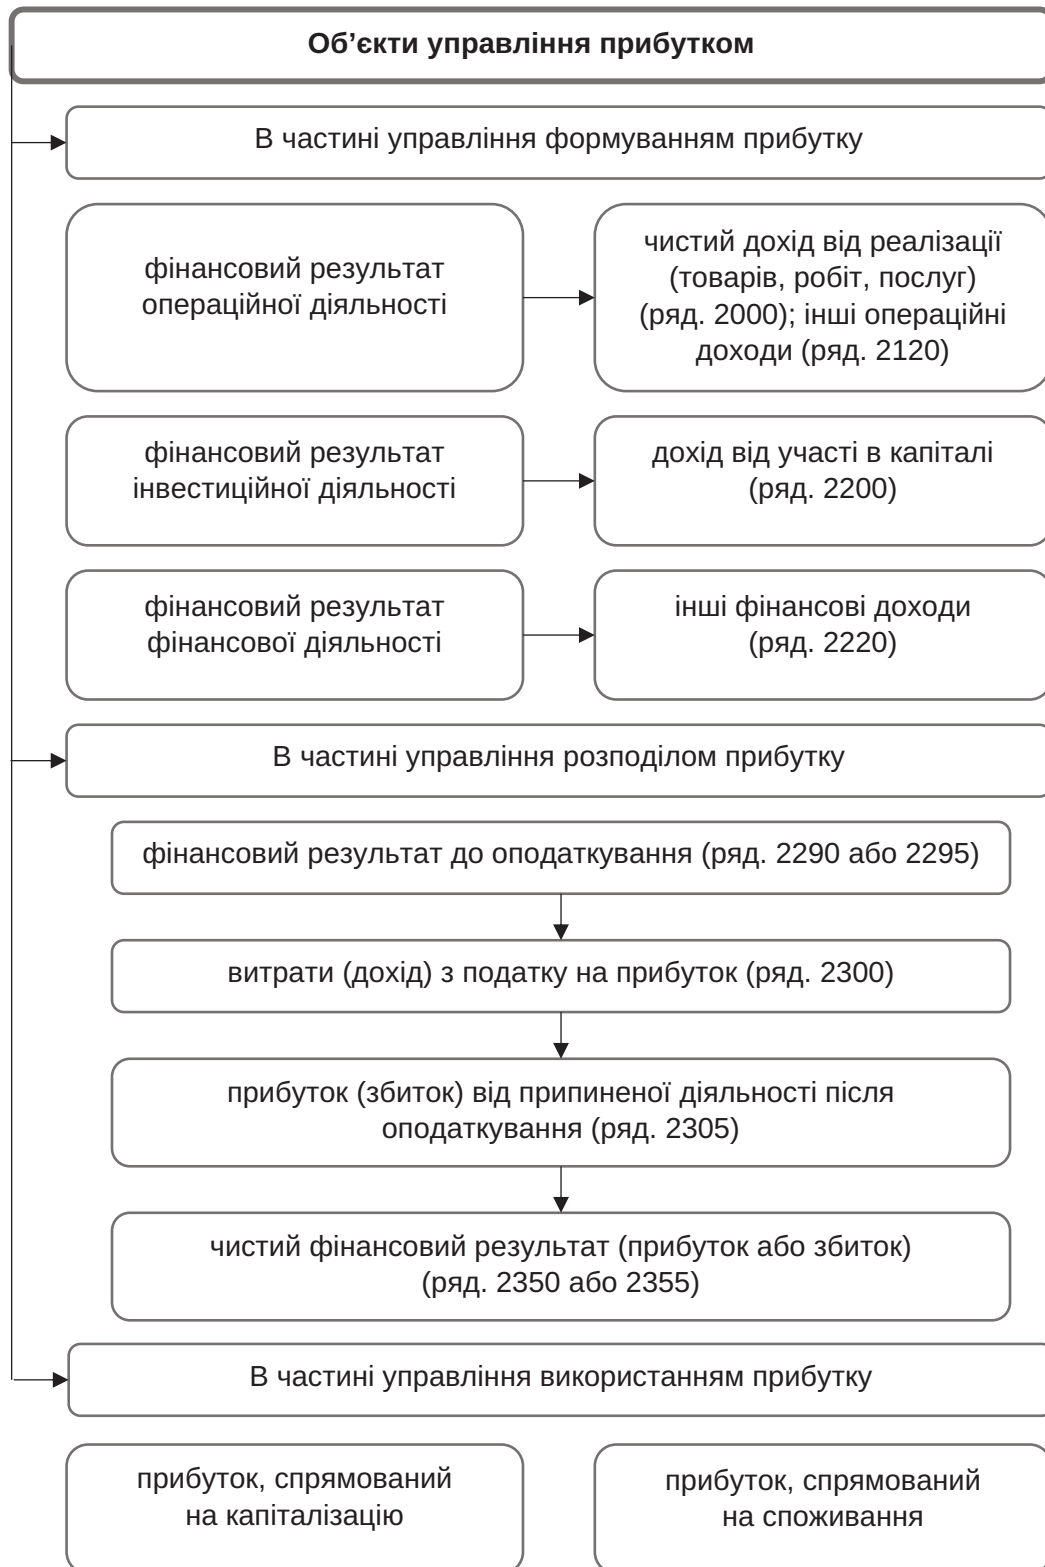 Об’єкти управління прибутком
В частині управління формуванням прибутку
фінансовий результат
операційної діяльності
чистий дохід від реалізації
(товарів, робіт, послуг)
(ряд. 2000); інші операційні
доходи (ряд. 2120)
фінансовий результат
інвестиційної діяльності
дохід від участі в капіталі
(ряд. 2200)
фінансовий результат
фінансової діяльності
інші фінансові доходи
(ряд. 2220)
В частині управління розподілом прибутку
фінансовий результат до оподаткування (ряд. 2290 або 2295)
витрати (дохід) з податку на прибуток (ряд. 2300)
прибуток (збиток) від припиненої діяльності після
оподаткування (ряд. 2305)
чистий фінансовий результат (прибуток або збиток)
(ряд. 2350 або 2355)
В частині управління використанням прибутку
прибуток, спрямований
на капіталізацію
прибуток, спрямований
на споживання